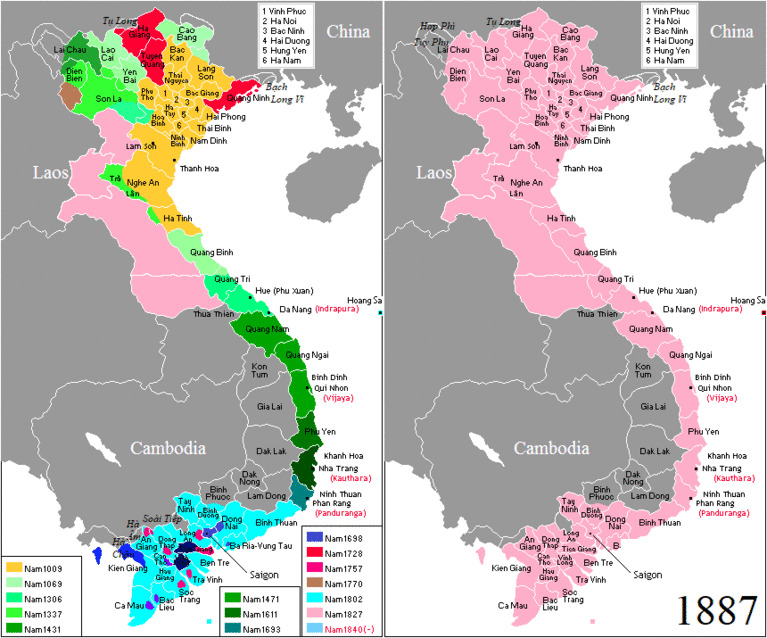 Tu Long
China
1 Vinh Phuc
2 Ha Noi
3 Bac Ninh
4 Hai Duong
5 Hung Yen
6 Ha Nam
Ha
Giang
Cao
Bang
Lai Chau
Lao
Cai
Tuyen
Quang
Bac
Kan
Lang
Son
Dien
Bien
Yen
Bai
Thai
Nguyen
Bach
Long Vi
Son La
Phu
Tho
1
2
3
4
5
6
Bac Giang
Quang Ninh
Ha
Tay
Hoa
Binh
Hai Phong
Thai Binh
Ninh
Binh
Nam Dinh
Lam Son
Thanh Hoa
Laos
Trà
Lân
Nghe An
Ha Tinh
Quang Binh
Quang Tri
Hue (Phu Xuan)
Hoang Sa
Da Nang (Indrapura)
Thua Thien
Quang Nam
Quang Ngai
Kon
Tum
Binh Dinh
Qui Nhon
(Vijaya)
Gia Lai
Phu Yen
Cambodia
Dak Lak
Khanh Hoa
Nha Trang
(Kauthara)
Dak
Nong
Binh
Phuoc
Lam Dong
Ninh Thuan
Phan Rang
(Panduranga)
Tay
Ninh
Binh
Duong
Dong
Nai
Binh Thuan
Soài Tiep
Hà
An
Giang
Dong
Thap
Long
An
Ba Ria-Vung Tau
Kien Giang
Can
Tho
Hau
Giang
Ben Tre
Tra Vinh
Saigon
Soc
Trang
Bac
Lieu
Ca Mau
Nam1009
Nam1069
Nam1306
Nam1337
Nam1431
Nam1471
Nam1611
Nam1693
Nam1698
Nam1728
Nam1757
Nam1770
Nam1802
Nam1827
Nam1840(-)
Hop Phì
Tuy Phu
Tu Long
China
1 Vinh Phuc
2 Ha Noi
3 Bac Ninh
4 Hai Duong
5 Hung Yen
6 Ha Nam
Ha
Giang
Cao
Bang
Lai Chau
Lao
Cai
Tuyen
Quang
Bac
Kan
Lang
Son
Dien
Bien
Yen
Bai
Thai
Nguyen
Bach
Long Vi
Son La
Phu
Tho
1
2
3
4
5
6
Bac Giang
Quang Ninh
Ha
Tay
Hoa
Binh
Hai Phong
Thai Binh
Ninh
Binh
Nam Dinh
Lam Son
Thanh Hoa
Laos
Trà
Lân
Nghe An
Ha Tinh
Quang Binh
Quang Tri
Hue (Phu Xuan)
Hoang Sa
Da Nang (Indrapura)
Thua Thien
Quang Nam
Quang Ngai
Kon
Tum
Binh Dinh
Qui Nhon
(Vijaya)
Gia Lai
Phu Yen
Cambodia
Dak Lak
Khanh Hoa
Nha Trang
(Kauthara)
Dak
Nong
Binh
Phuoc
Lam Dong
Ninh Thuan
Phan Rang
(Panduranga)
Tay
Ninh
Binh
Duong
Dong
Nai
Binh Thuan
An
Giang
Dong
Thap
Long
An
Tien Giang
B.
Kien Giang
Can
Tho
Vinh
Long
Hau
Giang
Ben Tre
Tra Vinh
Saigon
Soc
Trang
Bac
Lieu
Ca Mau
1887